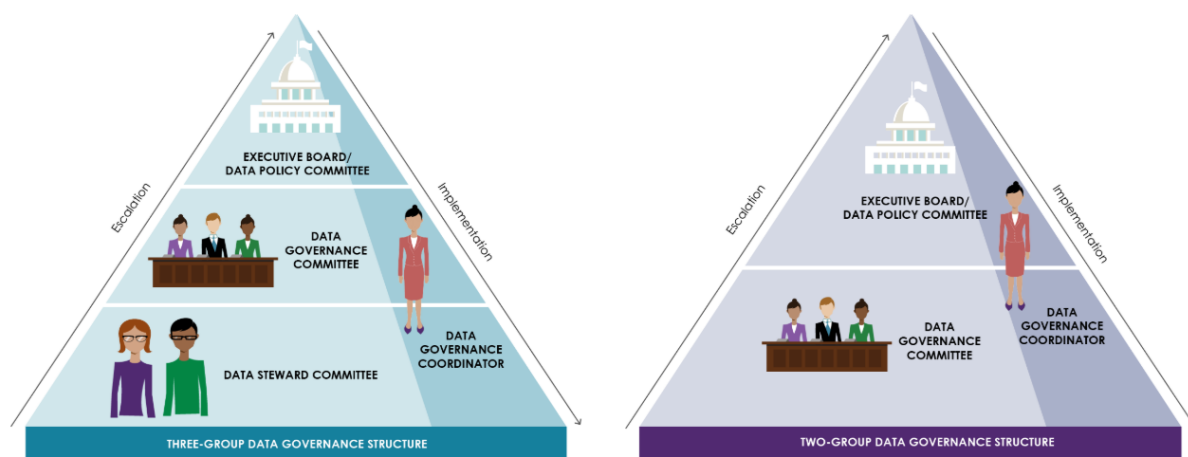 EXECUTIVE BOARD/
DATA POLICY COMMITTEE
Escalation
Implementation
DATA
GOVERNANCE
COMMITTEE
DATA
GOVERNANCE
COORDINATOR
DATA STEWARD COMMITTEE
THREE-GROUP DATA GOVERNANCE STRUCTURE
EXECUTIVE BOARD/
DATA POLICY COMMITTEE
Escalation
Implementation
DATA
GOVERNANCE
COMMITTEE
DATA
GOVERNANCE
COORDINATOR
TWO-GROUP DATA GOVERNANCE STRUCTURE